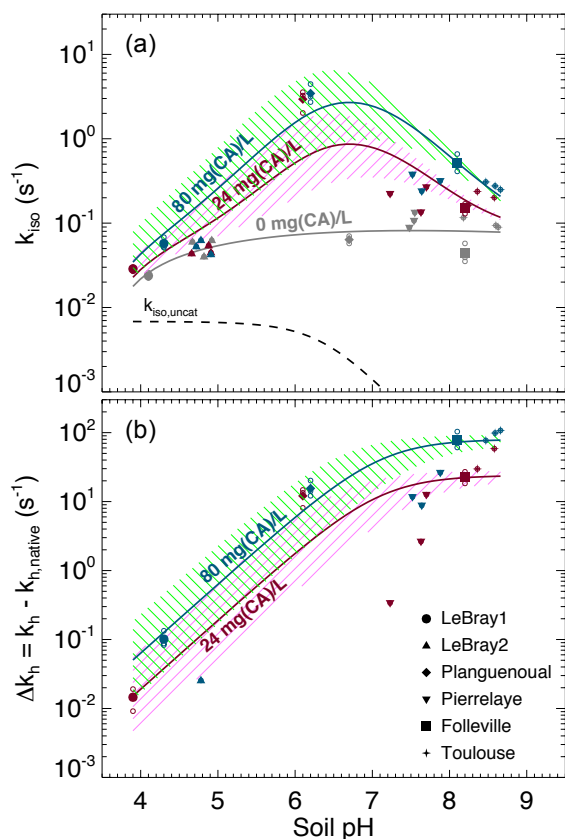 (a)
10¹
10⁰
10⁻¹
10⁻²
10⁻³
k_iso (s⁻¹)
80 mg(CA)/L
24 mg(CA)/L
0 mg(CA)/L
k_iso,uncat
(b)
10²
10¹
10⁰
10⁻¹
10⁻²
10⁻³
Δk_h = k_h - k_h,native (s⁻¹)
80 mg(CA)/L
24 mg(CA)/L
LeBray1
LeBray2
Planguenoual
Pierrelaye
Folleville
Toulouse
4 5 6 7 8 9
Soil pH